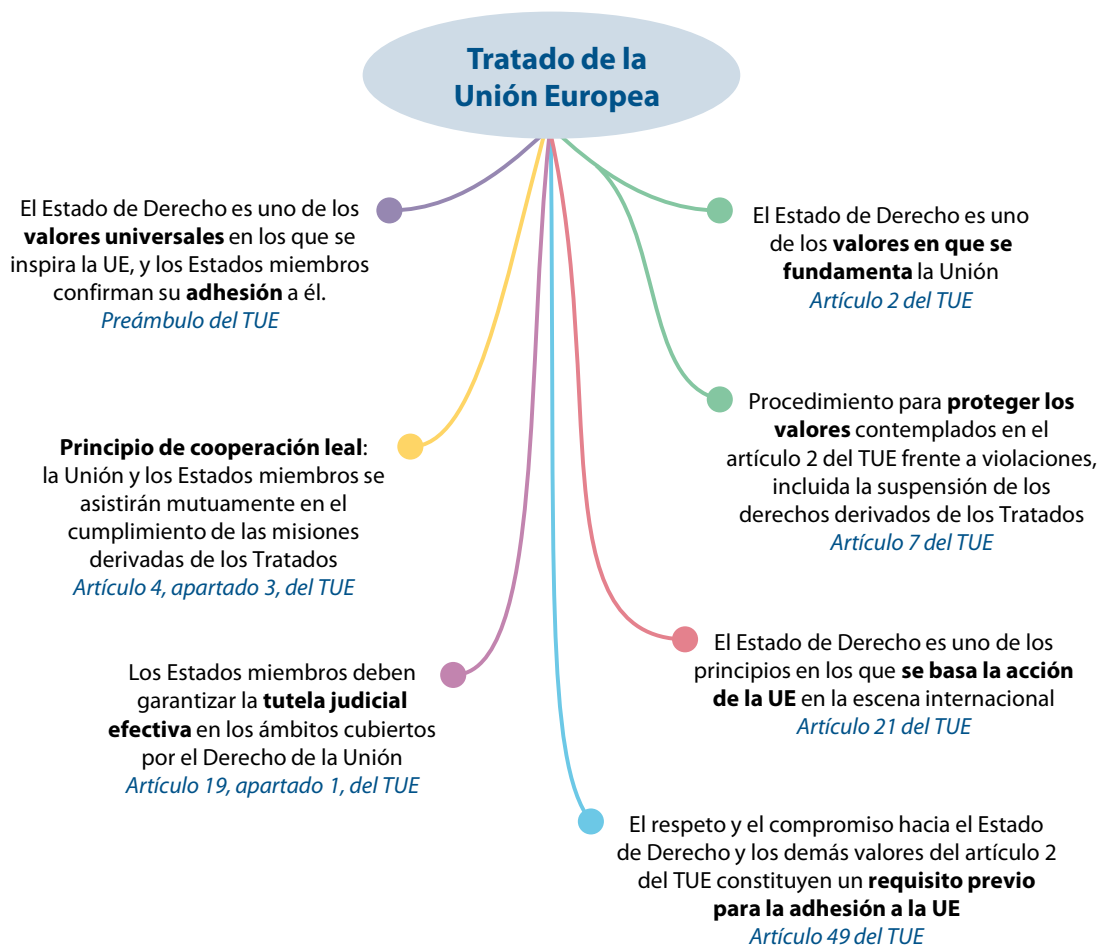 Tratado de la
Unión Europea
El Estado de Derecho es uno de los
valores universales en los que se
inspira la UE, y los Estados miembros
confirman su adhesión a él.
Preámbulo del TUE
El Estado de Derecho es uno
de los valores en que se
fundamenta la Unión
Artículo 2 del TUE
Principio de cooperación leal:
la Unión y los Estados miembros se
asistirán mutuamente en el
cumplimiento de las misiones
derivadas de los Tratados
Artículo 4, apartado 3, del TUE
Procedimiento para proteger los
valores contemplados en el
artículo 2 del TUE frente a violaciones,
incluida la suspensión de los
derechos derivados de los Tratados
Artículo 7 del TUE
Los Estados miembros deben
garantizar la tutela judicial
efectiva en los ámbitos cubiertos
por el Derecho de la Unión
Artículo 19, apartado 1, del TUE
El Estado de Derecho es uno de los
principios en los que se basa la acción
de la UE en la escena internacional
Artículo 21 del TUE
El respeto y el compromiso hacia el Estado
de Derecho y los demás valores del artículo 2
del TUE constituyen un requisito previo
para la adhesión a la UE
Artículo 49 del TUE